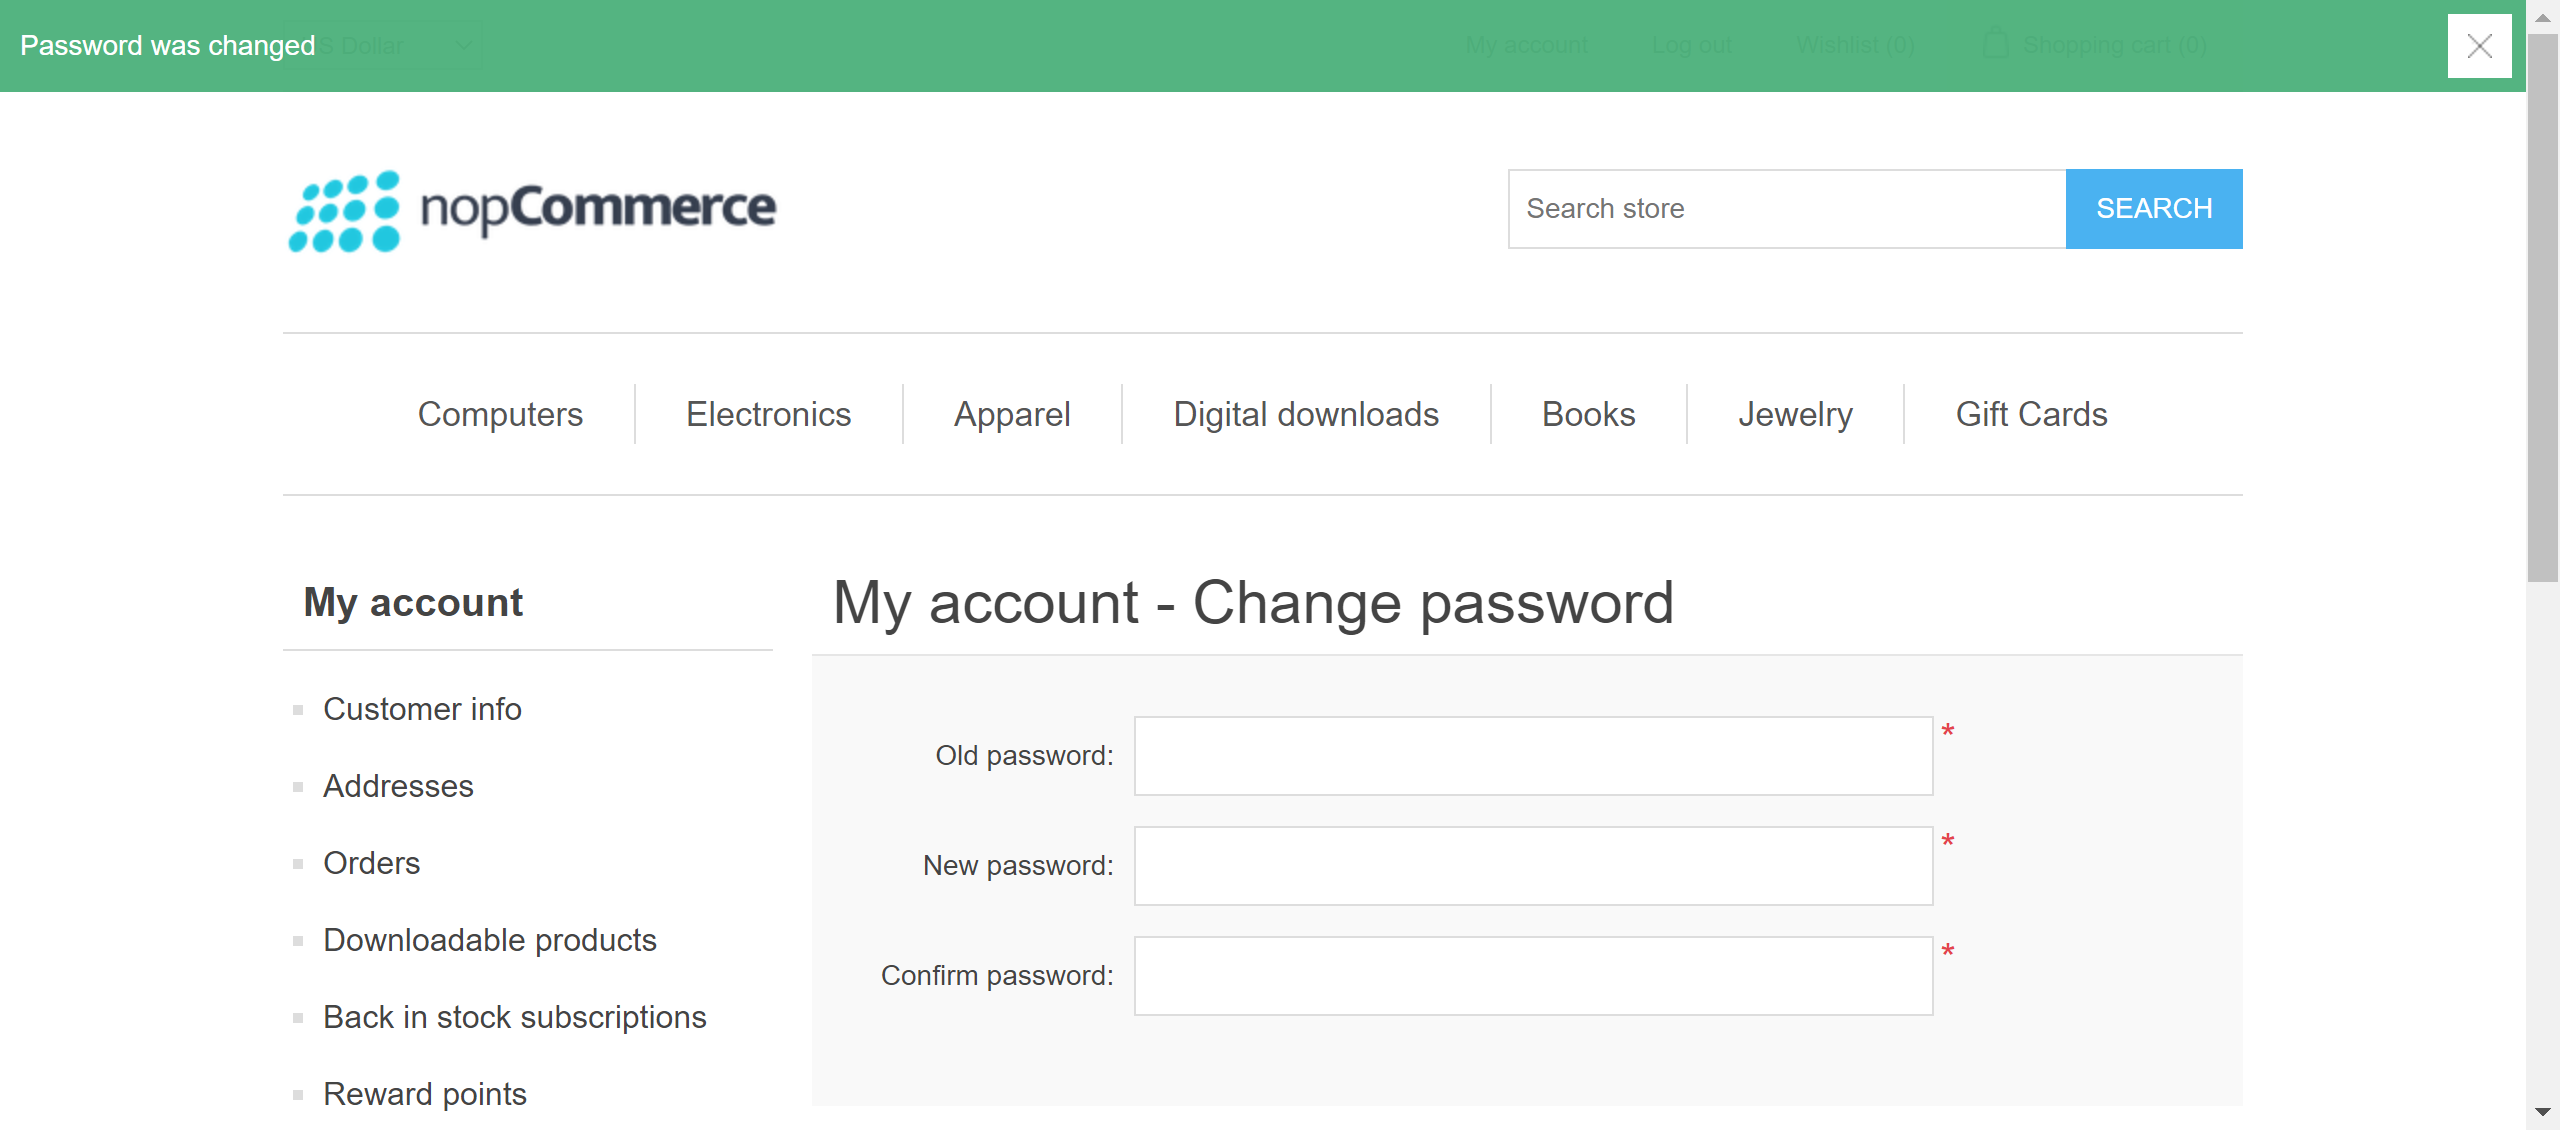 Password was changed
S Dollar
My account
Log out
Wishlist (0)
Shopping cart (0)
nopCommerce
Search store
SEARCH
Computers
Electronics
Apparel
Digital downloads
Books
Jewelry
Gift Cards
My account
Customer info
Addresses
Orders
Downloadable products
Back in stock subscriptions
Reward points
My account - Change password
Old password:
*
New password:
*
Confirm password:
*